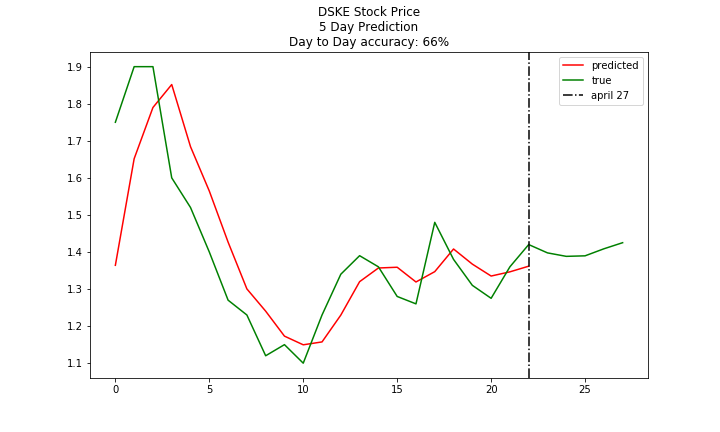 DSKE Stock Price
5 Day Prediction
Day to Day accuracy: 66%
predicted
true
april 27
1.9
1.8
1.7
1.6
1.5
1.4
1.3
1.2
1.1
0
5
10
15
20
25